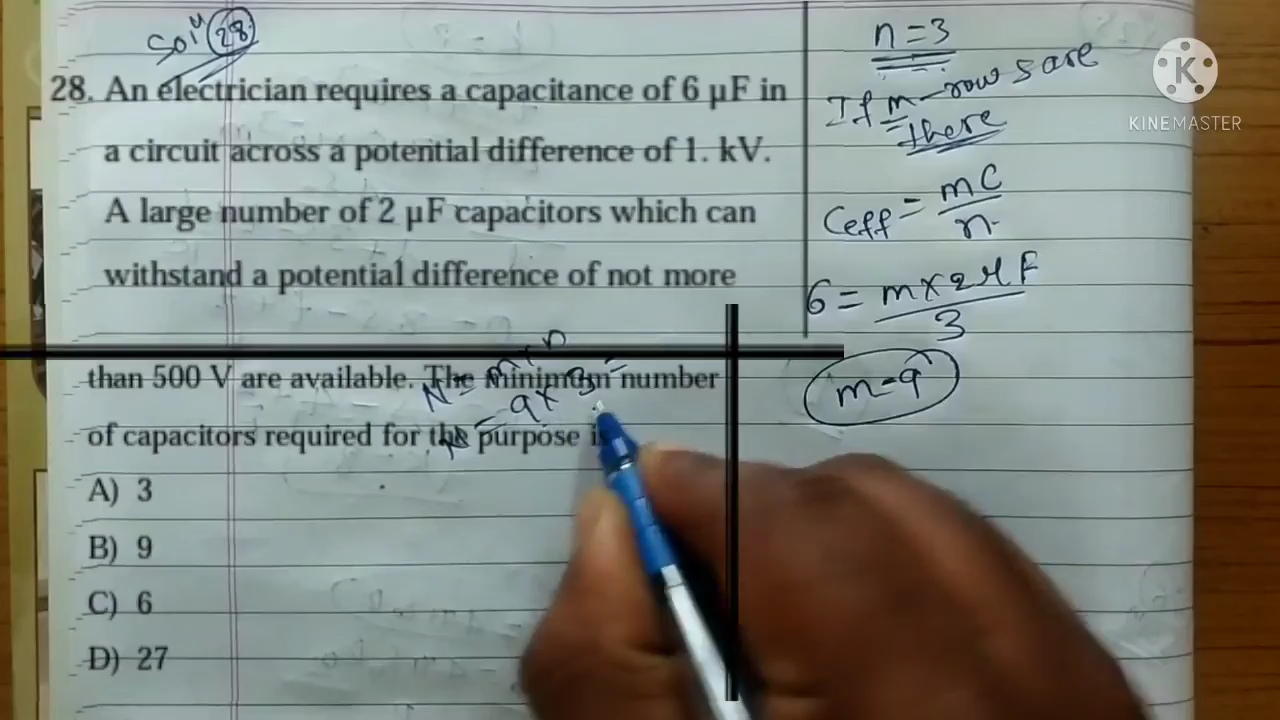 Solⁿ 28.
28. An electrician requires a capacitance of 6 µF in
a circuit across a potential difference of 1. kV.
A large number of 2 µF capacitors which can
withstand a potential difference of not more
than 500 V are available. The minimum number
of capacitors required for the purpose is
A) 3
B) 9
C) 6
D) 27
N = m × n
= 9 × 3 =
n = 3
If m - rows are
there
Ceff = mC/n.
6 = m × 2 µF/3
m = 9
KINEMASTER